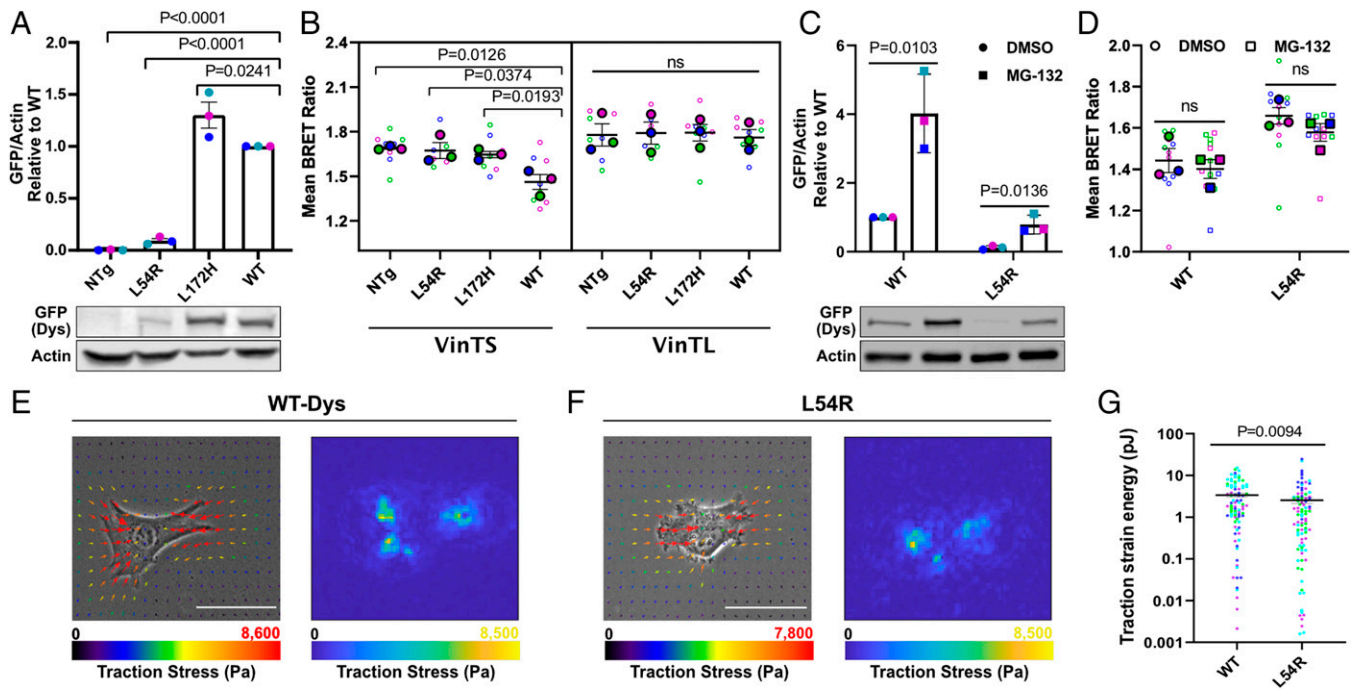 A
P<0.0001
P<0.0001
P=0.0241
GFP/Actin
Relative to WT
2.0
1.5
1.0
0.5
0.0
NTg
L54R
L172H
WT
GFP
(Dys)
Actin
B
P=0.0126
P=0.0374
P=0.0193
ns
Mean BRET Ratio
2.4
2.1
1.8
1.5
1.2
NTg
L54R
L172H
WT
NTg
L54R
L172H
WT
VinTS
VinTL
C
P=0.0103
P=0.0136
DMSO
MG-132
GFP/Actin
Relative to WT
6
4
2
0
WT
L54R
GFP
(Dys)
Actin
D
DMSO
MG-132
ns
ns
Mean BRET Ratio
2.0
1.8
1.6
1.4
1.2
1.0
WT
L54R
E
WT-Dys
0
8,600
Traction Stress (Pa)
0
8,500
Traction Stress (Pa)
F
L54R
0
7,800
Traction Stress (Pa)
0
8,500
Traction Stress (Pa)
G
P=0.0094
Traction strain energy (pJ)
100
10
1
0.1
0.01
0.001
WT
L54R